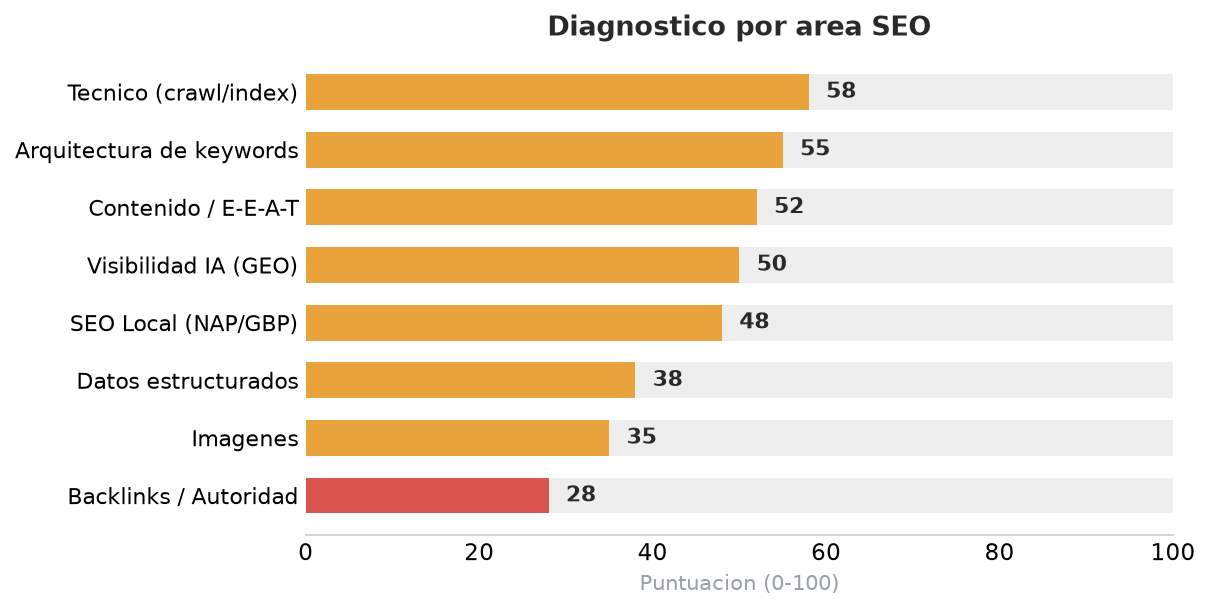 Diagnostico por area SEO
Tecnico (crawl/index) 58
Arquitectura de keywords 55
Contenido / E-E-A-T 52
Visibilidad IA (GEO) 50
SEO Local (NAP/GBP) 48
Datos estructurados 38
Imagenes 35
Backlinks / Autoridad 28
0 20 40 60 80 100
Puntuacion (0-100)